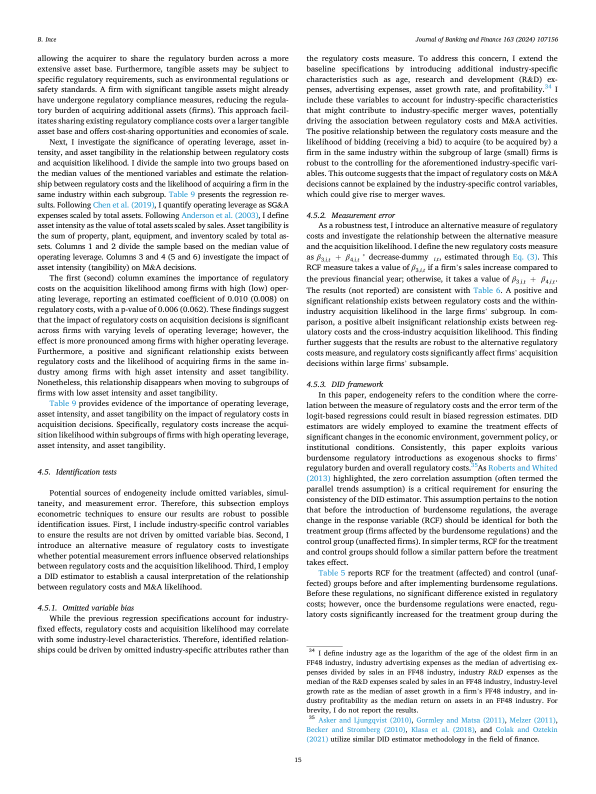 B. Ince
Journal of Banking and Finance 163 (2024) 107156
allowing the acquirer to share the regulatory burden across a more
extensive asset base. Furthermore, tangible assets may be subject to
specific regulatory requirements, such as environmental regulations or
safety standards. A firm with significant tangible assets might already
have undergone regulatory compliance measures, reducing the regula-
tory burden of acquiring additional assets (firms). This approach facil-
itates sharing existing regulatory compliance costs over a larger tangible
asset base and offers cost-sharing opportunities and economies of scale.
Next, I investigate the significance of operating leverage, asset in-
tensity, and asset tangibility in the relationship between regulatory costs
and acquisition likelihood. I divide the sample into two groups based on
the median values of the mentioned variables and estimate the relation-
ship between regulatory costs and the likelihood of acquiring a firm in the
same industry within each subgroup. Table 9 presents the regression re-
sults. Following Chen et al. (2019), I quantify operating leverage as SG&A
expenses scaled by total assets. Following Anderson et al. (2003), I define
asset intensity as the value of total assets scaled by sales. Asset tangibility is
the sum of property, plant, equipment, and inventory scaled by total as-
sets. Columns 1 and 2 divide the sample based on the median value of
operating leverage. Columns 3 and 4 (5 and 6) investigate the impact of
asset intensity (tangibility) on M&A decisions.
The first (second) column examines the importance of regulatory
costs on the acquisition likelihood among firms with high (low) oper-
ating leverage, reporting an estimated coefficient of 0.010 (0.008) on
regulatory costs, with a p-value of 0.006 (0.062). These findings suggest
that the impact of regulatory costs on acquisition decisions is significant
across firms with varying levels of operating leverage; however, the
effect is more pronounced among firms with higher operating leverage.
Furthermore, a positive and significant relationship exists between
regulatory costs and the likelihood of acquiring firms in the same in-
dustry among firms with high asset intensity and asset tangibility.
Nonetheless, this relationship disappears when moving to subgroups of
firms with low asset intensity and asset tangibility.
Table 9 provides evidence of the importance of operating leverage,
asset intensity, and asset tangibility on the impact of regulatory costs in
acquisition decisions. Specifically, regulatory costs increase the acqui-
sition likelihood within subgroups of firms with high operating leverage,
asset intensity, and asset tangibility.
4.5. Identification tests
Potential sources of endogeneity include omitted variables, simul-
taneity, and measurement error. Therefore, this subsection employs
econometric techniques to ensure our results are robust to possible
identification issues. First, I include industry-specific control variables
to ensure the results are not driven by omitted variable bias. Second, I
introduce an alternative measure of regulatory costs to investigate
whether potential measurement errors influence observed relationships
between regulatory costs and the acquisition likelihood. Third, I employ
a DID estimator to establish a causal interpretation of the relationship
between regulatory costs and M&A likelihood.
4.5.1. Omitted variable bias
While the previous regression specifications account for industry-
fixed effects, regulatory costs and acquisition likelihood may correlate
with some industry-level characteristics. Therefore, identified relation-
ships could be driven by omitted industry-specific attributes rather than
the regulatory costs measure. To address this concern, I extend the
baseline specifications by introducing additional industry-specific
characteristics such as age, research and development (R&D) ex-
penses, advertising expenses, asset growth rate, and profitability.34 I
include these variables to account for industry-specific characteristics
that might contribute to industry-specific merger waves, potentially
driving the association between regulatory costs and M&A activities.
The positive relationship between the regulatory costs measure and the
likelihood of bidding (receiving a bid) to acquire (to be acquired by) a
firm in the same industry within the subgroup of large (small) firms is
robust to the controlling for the aforementioned industry-specific vari-
ables. This outcome suggests that the impact of regulatory costs on M&A
decisions cannot be explained by the industry-specific control variables,
which could give rise to merger waves.
4.5.2. Measurement error
As a robustness test, I introduce an alternative measure of regulatory
costs and investigate the relationship between the alternative measure
and the acquisition likelihood. I define the new regulatory costs measure
as β3,i,t + β4,i,t * decrease-dummy i,t, estimated through Eq. (3). This
RCF measure takes a value of β3,i,t if a firm's sales increase compared to
the previous financial year; otherwise, it takes a value of β3,i,t + β4,i,t.
The results (not reported) are consistent with Table 6. A positive and
significant relationship exists between regulatory costs and the within-
industry acquisition likelihood in the large firms' subgroup. In com-
parison, a positive albeit insignificant relationship exists between reg-
ulatory costs and the cross-industry acquisition likelihood. This finding
further suggests that the results are robust to the alternative regulatory
costs measure, and regulatory costs significantly affect firms' acquisition
decisions within large firms' subsample.
4.5.3. DID framework
In this paper, endogeneity refers to the condition where the corre-
lation between the measure of regulatory costs and the error term of the
logit-based regressions could result in biased regression estimates. DID
estimators are widely employed to examine the treatment effects of
significant changes in the economic environment, government policy, or
institutional conditions. Consistently, this paper exploits various
burdensome regulatory introductions as exogenous shocks to firms'
regulatory burden and overall regulatory costs.35As Roberts and Whited
(2013) highlighted, the zero correlation assumption (often termed the
parallel trends assumption) is a critical requirement for ensuring the
consistency of the DID estimator. This assumption pertains to the notion
that before the introduction of burdensome regulations, the average
change in the response variable (RCF) should be identical for both the
treatment group (firms affected by the burdensome regulations) and the
control group (unaffected firms). In simpler terms, RCF for the treatment
and control groups should follow a similar pattern before the treatment
takes effect.
Table 5 reports RCF for the treatment (affected) and control (unaf-
fected) groups before and after implementing burdensome regulations.
Before these regulations, no significant difference existed in regulatory
costs; however, once the burdensome regulations were enacted, regu-
latory costs significantly increased for the treatment group during the
34 I define industry age as the logarithm of the age of the oldest firm in an
FF48 industry, industry advertising expenses as the median of advertising ex-
penses divided by sales in an FF48 industry, industry R&D expenses as the
median of the R&D expenses scaled by sales in an FF48 industry, industry-level
growth rate as the median of asset growth in a firm's FF48 industry, and in-
dustry profitability as the median return on assets in an FF48 industry. For
brevity, I do not report the results.
35 Asker and Ljungqvist (2010), Gormley and Matsa (2011), Melzer (2011),
Becker and Stromberg (2010), Klasa et al. (2018), and Colak and Oztekin
(2021) utilize similar DID estimator methodology in the field of finance.
15